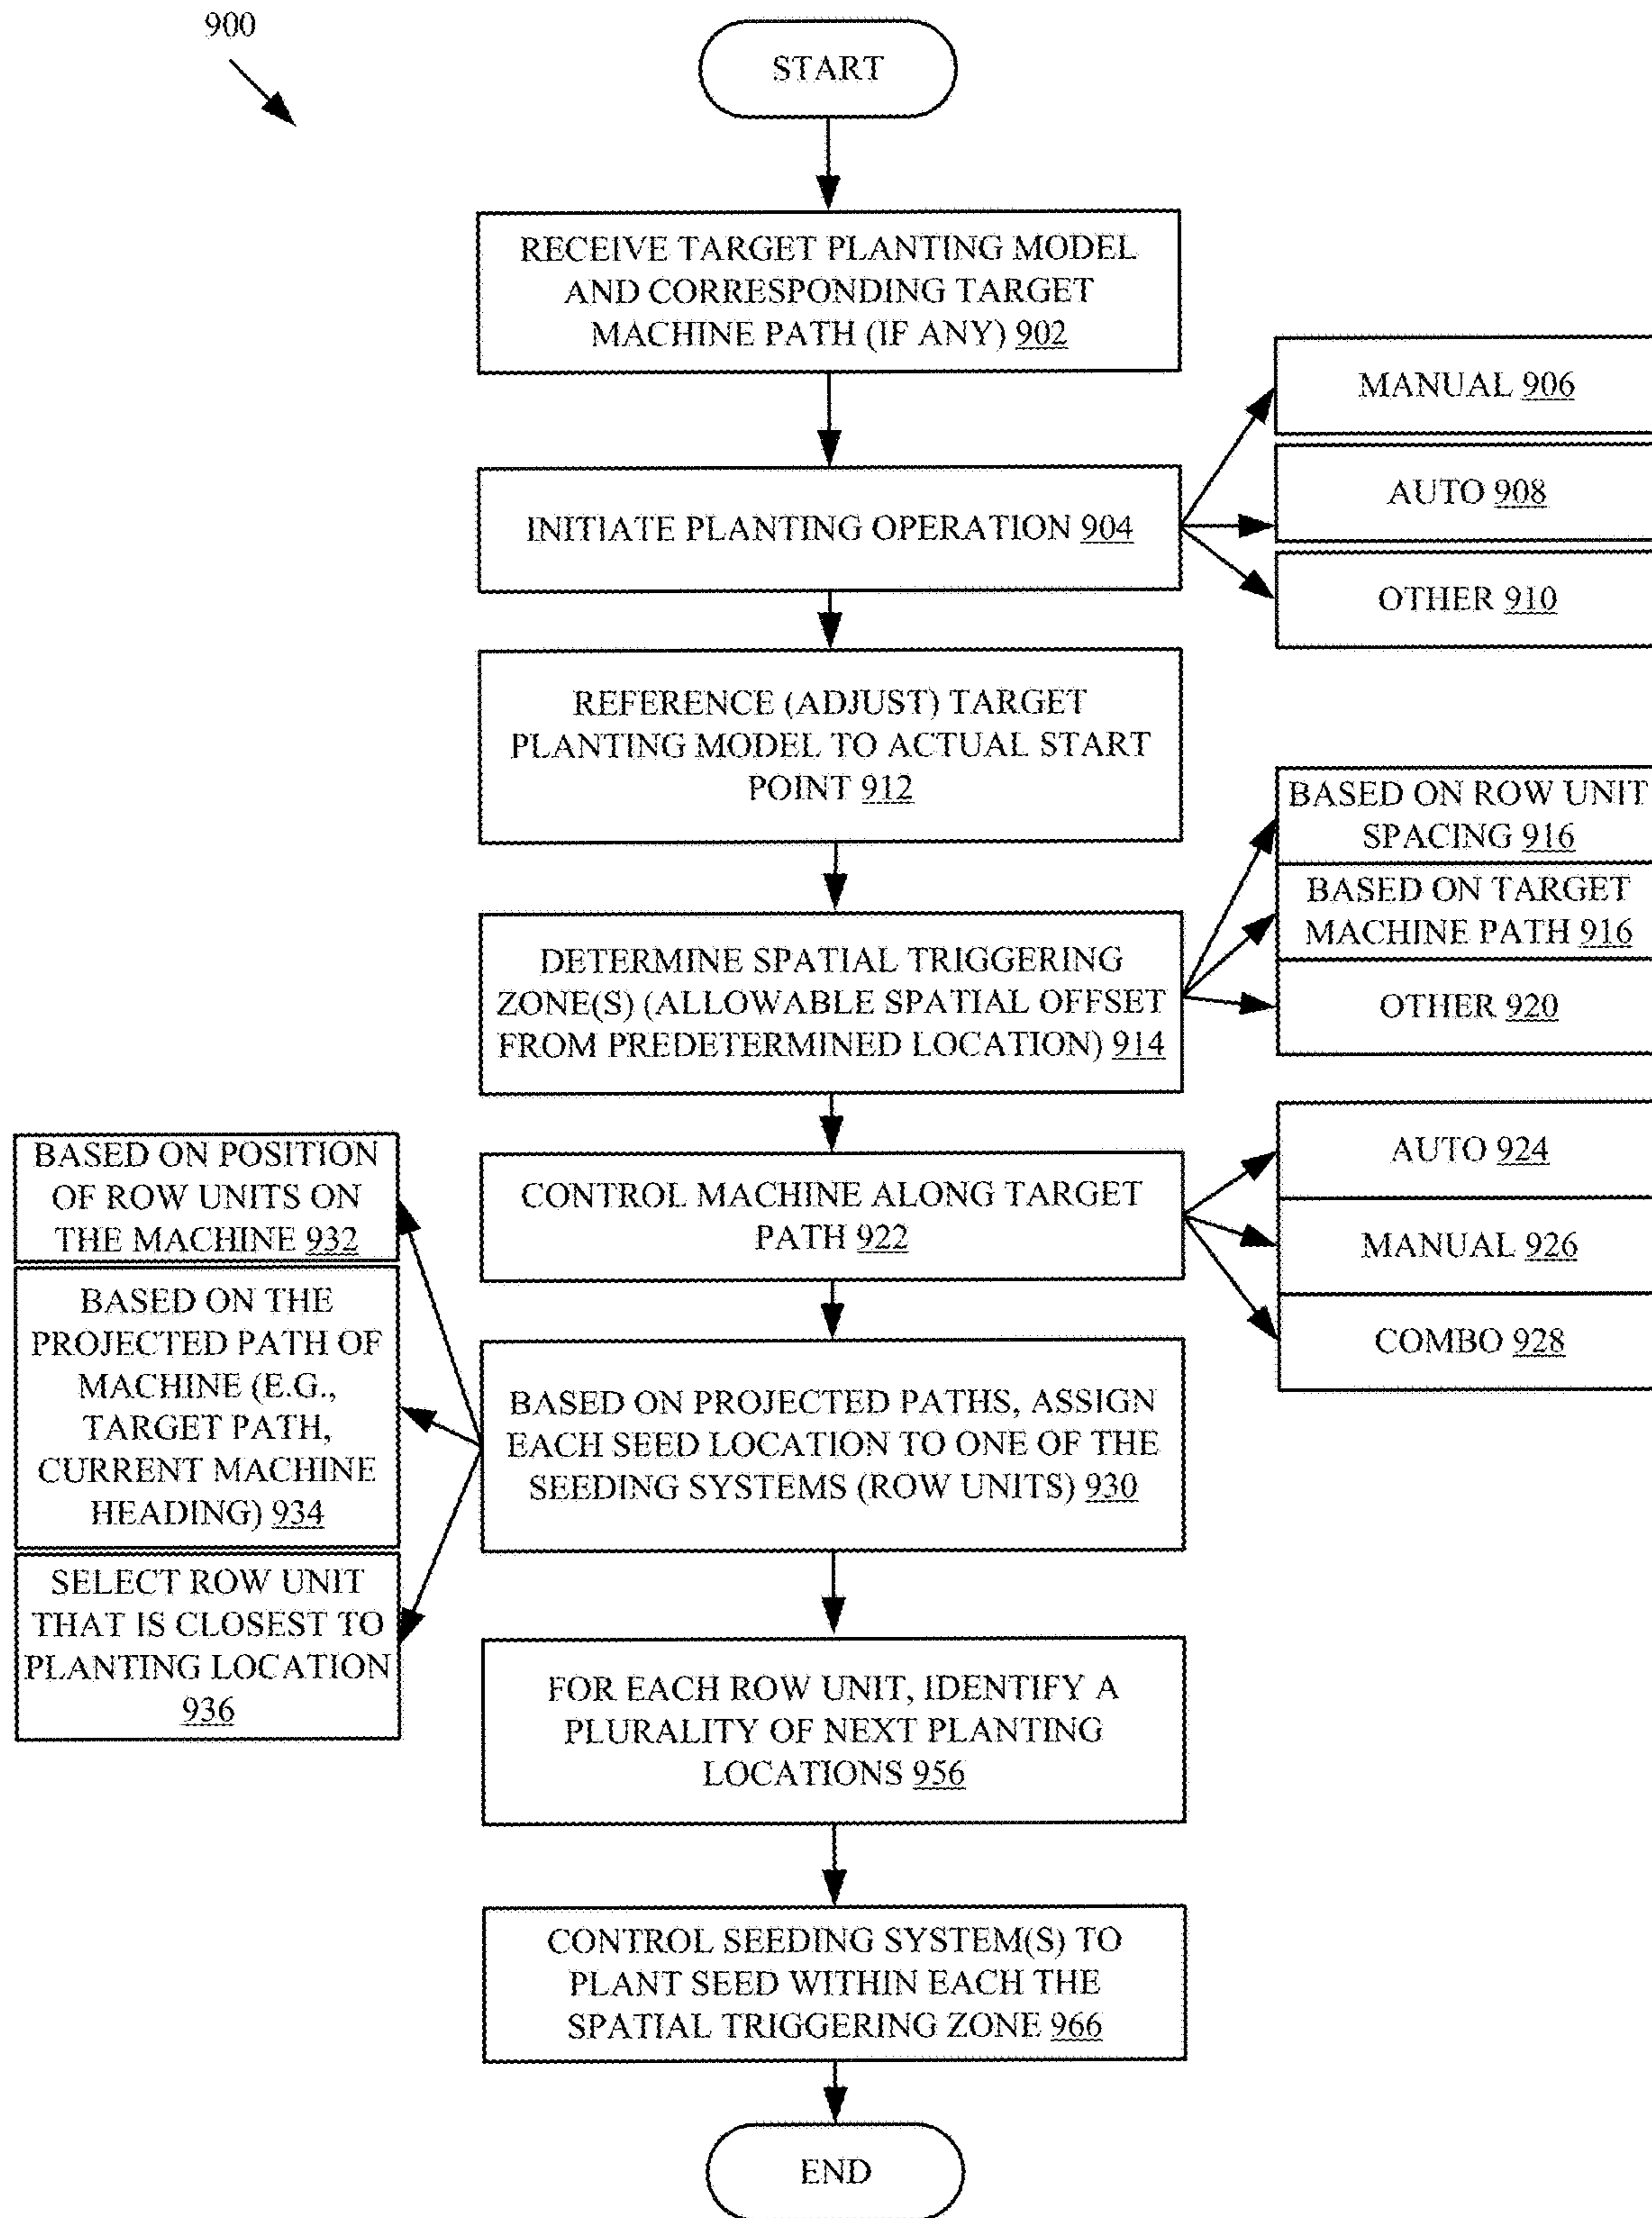 900
START
RECEIVE TARGET PLANTING MODEL
AND CORRESPONDING TARGET
MACHINE PATH (IF ANY) 902
INITIATE PLANTING OPERATION 904
MANUAL 906
AUTO 908
OTHER 910
REFERENCE (ADJUST) TARGET
PLANTING MODEL TO ACTUAL START
POINT 912
DETERMINE SPATIAL TRIGGERING
ZONE(S) (ALLOWABLE SPATIAL OFFSET
FROM PREDETERMINED LOCATION) 914
BASED ON ROW UNIT
SPACING 916
BASED ON TARGET
MACHINE PATH 916
OTHER 920
CONTROL MACHINE ALONG TARGET
PATH 922
AUTO 924
MANUAL 926
COMBO 928
BASED ON PROJECTED PATHS, ASSIGN
EACH SEED LOCATION TO ONE OF THE
SEEDING SYSTEMS (ROW UNITS) 930
BASED ON POSITION
OF ROW UNITS ON
THE MACHINE 932
BASED ON THE
PROJECTED PATH OF
MACHINE (E.G.,
TARGET PATH,
CURRENT MACHINE
HEADING) 934
SELECT ROW UNIT
THAT IS CLOSEST TO
PLANTING LOCATION
936
FOR EACH ROW UNIT, IDENTIFY A
PLURALITY OF NEXT PLANTING
LOCATIONS 956
CONTROL SEEDING SYSTEM(S) TO
PLANT SEED WITHIN EACH THE
SPATIAL TRIGGERING ZONE 966
END